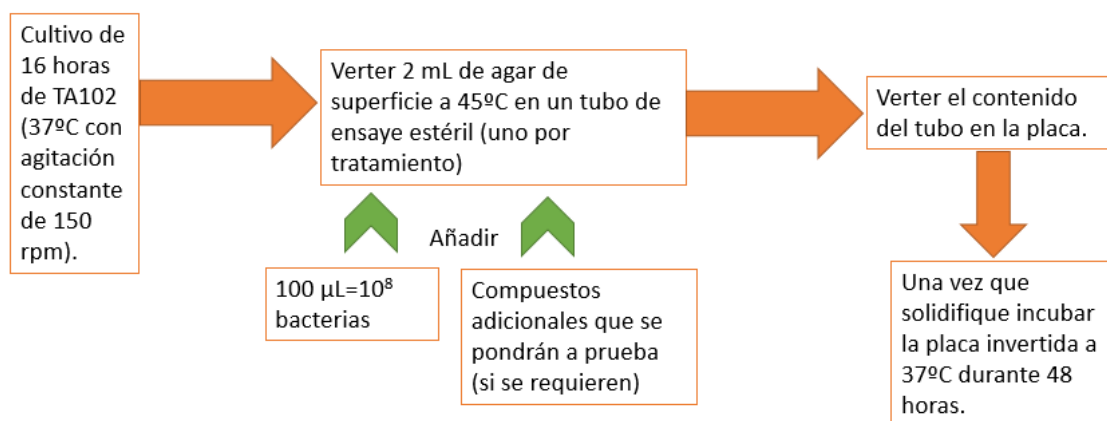 Cultivo de
16 horas
de TA102
(37ºC con
agitación
constante
de 150
rpm).
Verter 2 mL de agar de
superficie a 45ºC en un tubo de
ensaye estéril (uno por
tratamiento)
Añadir
100 µL=10⁸
bacterias
Compuestos
adicionales que se
pondrán a prueba
(si se requieren)
Verter el contenido
del tubo en la placa.
Una vez que
solidifique incubar
la placa invertida a
37ºC durante 48
horas.